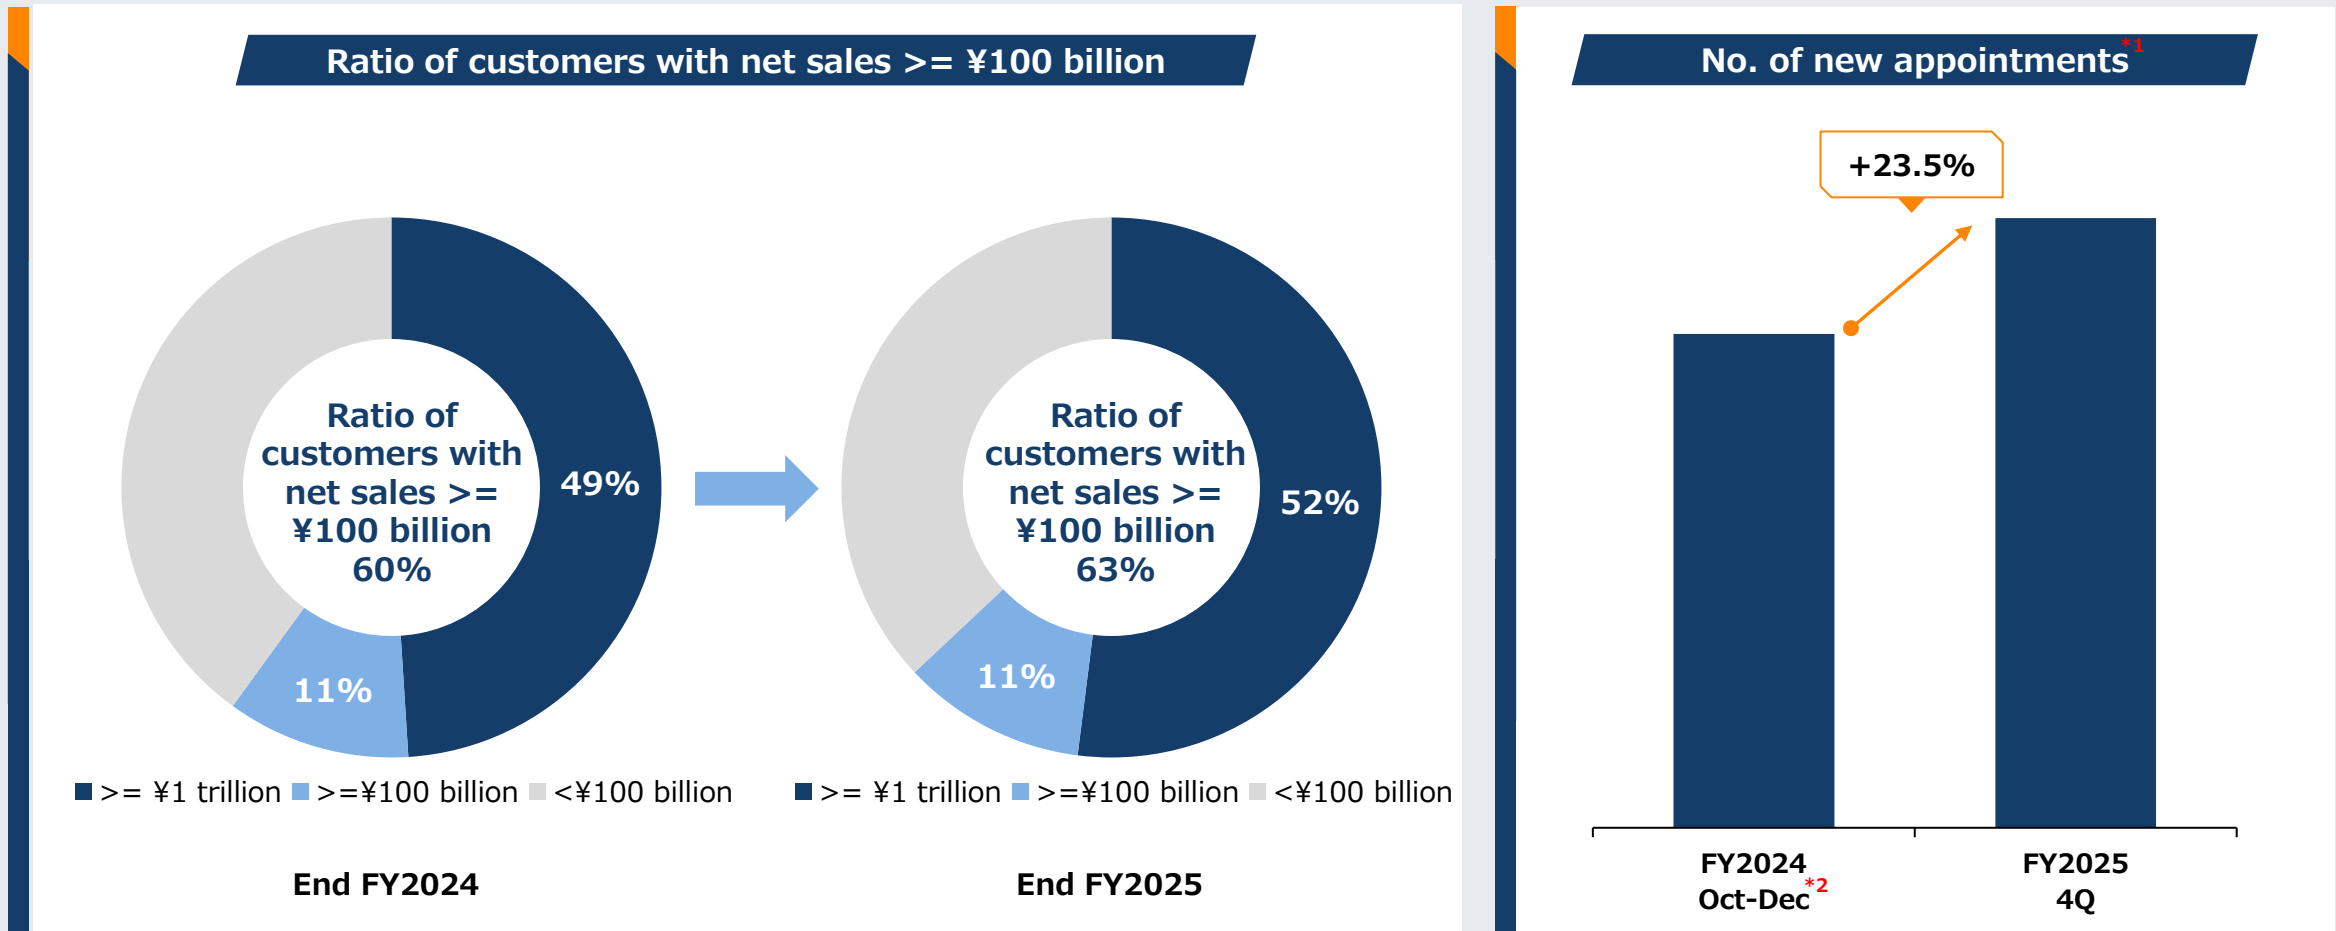 Ratio of customers with net sales >= ¥100 billion
Ratio of
customers with
net sales >=
¥100 billion
60%
49%
11%
>= ¥1 trillion >=¥100 billion <¥100 billion
End FY2024
Ratio of
customers with
net sales >=
¥100 billion
63%
52%
11%
>= ¥1 trillion >=¥100 billion <¥100 billion
End FY2025
No. of new appointments*1
+23.5%
FY2024
Oct-Dec*2
FY2025
4Q